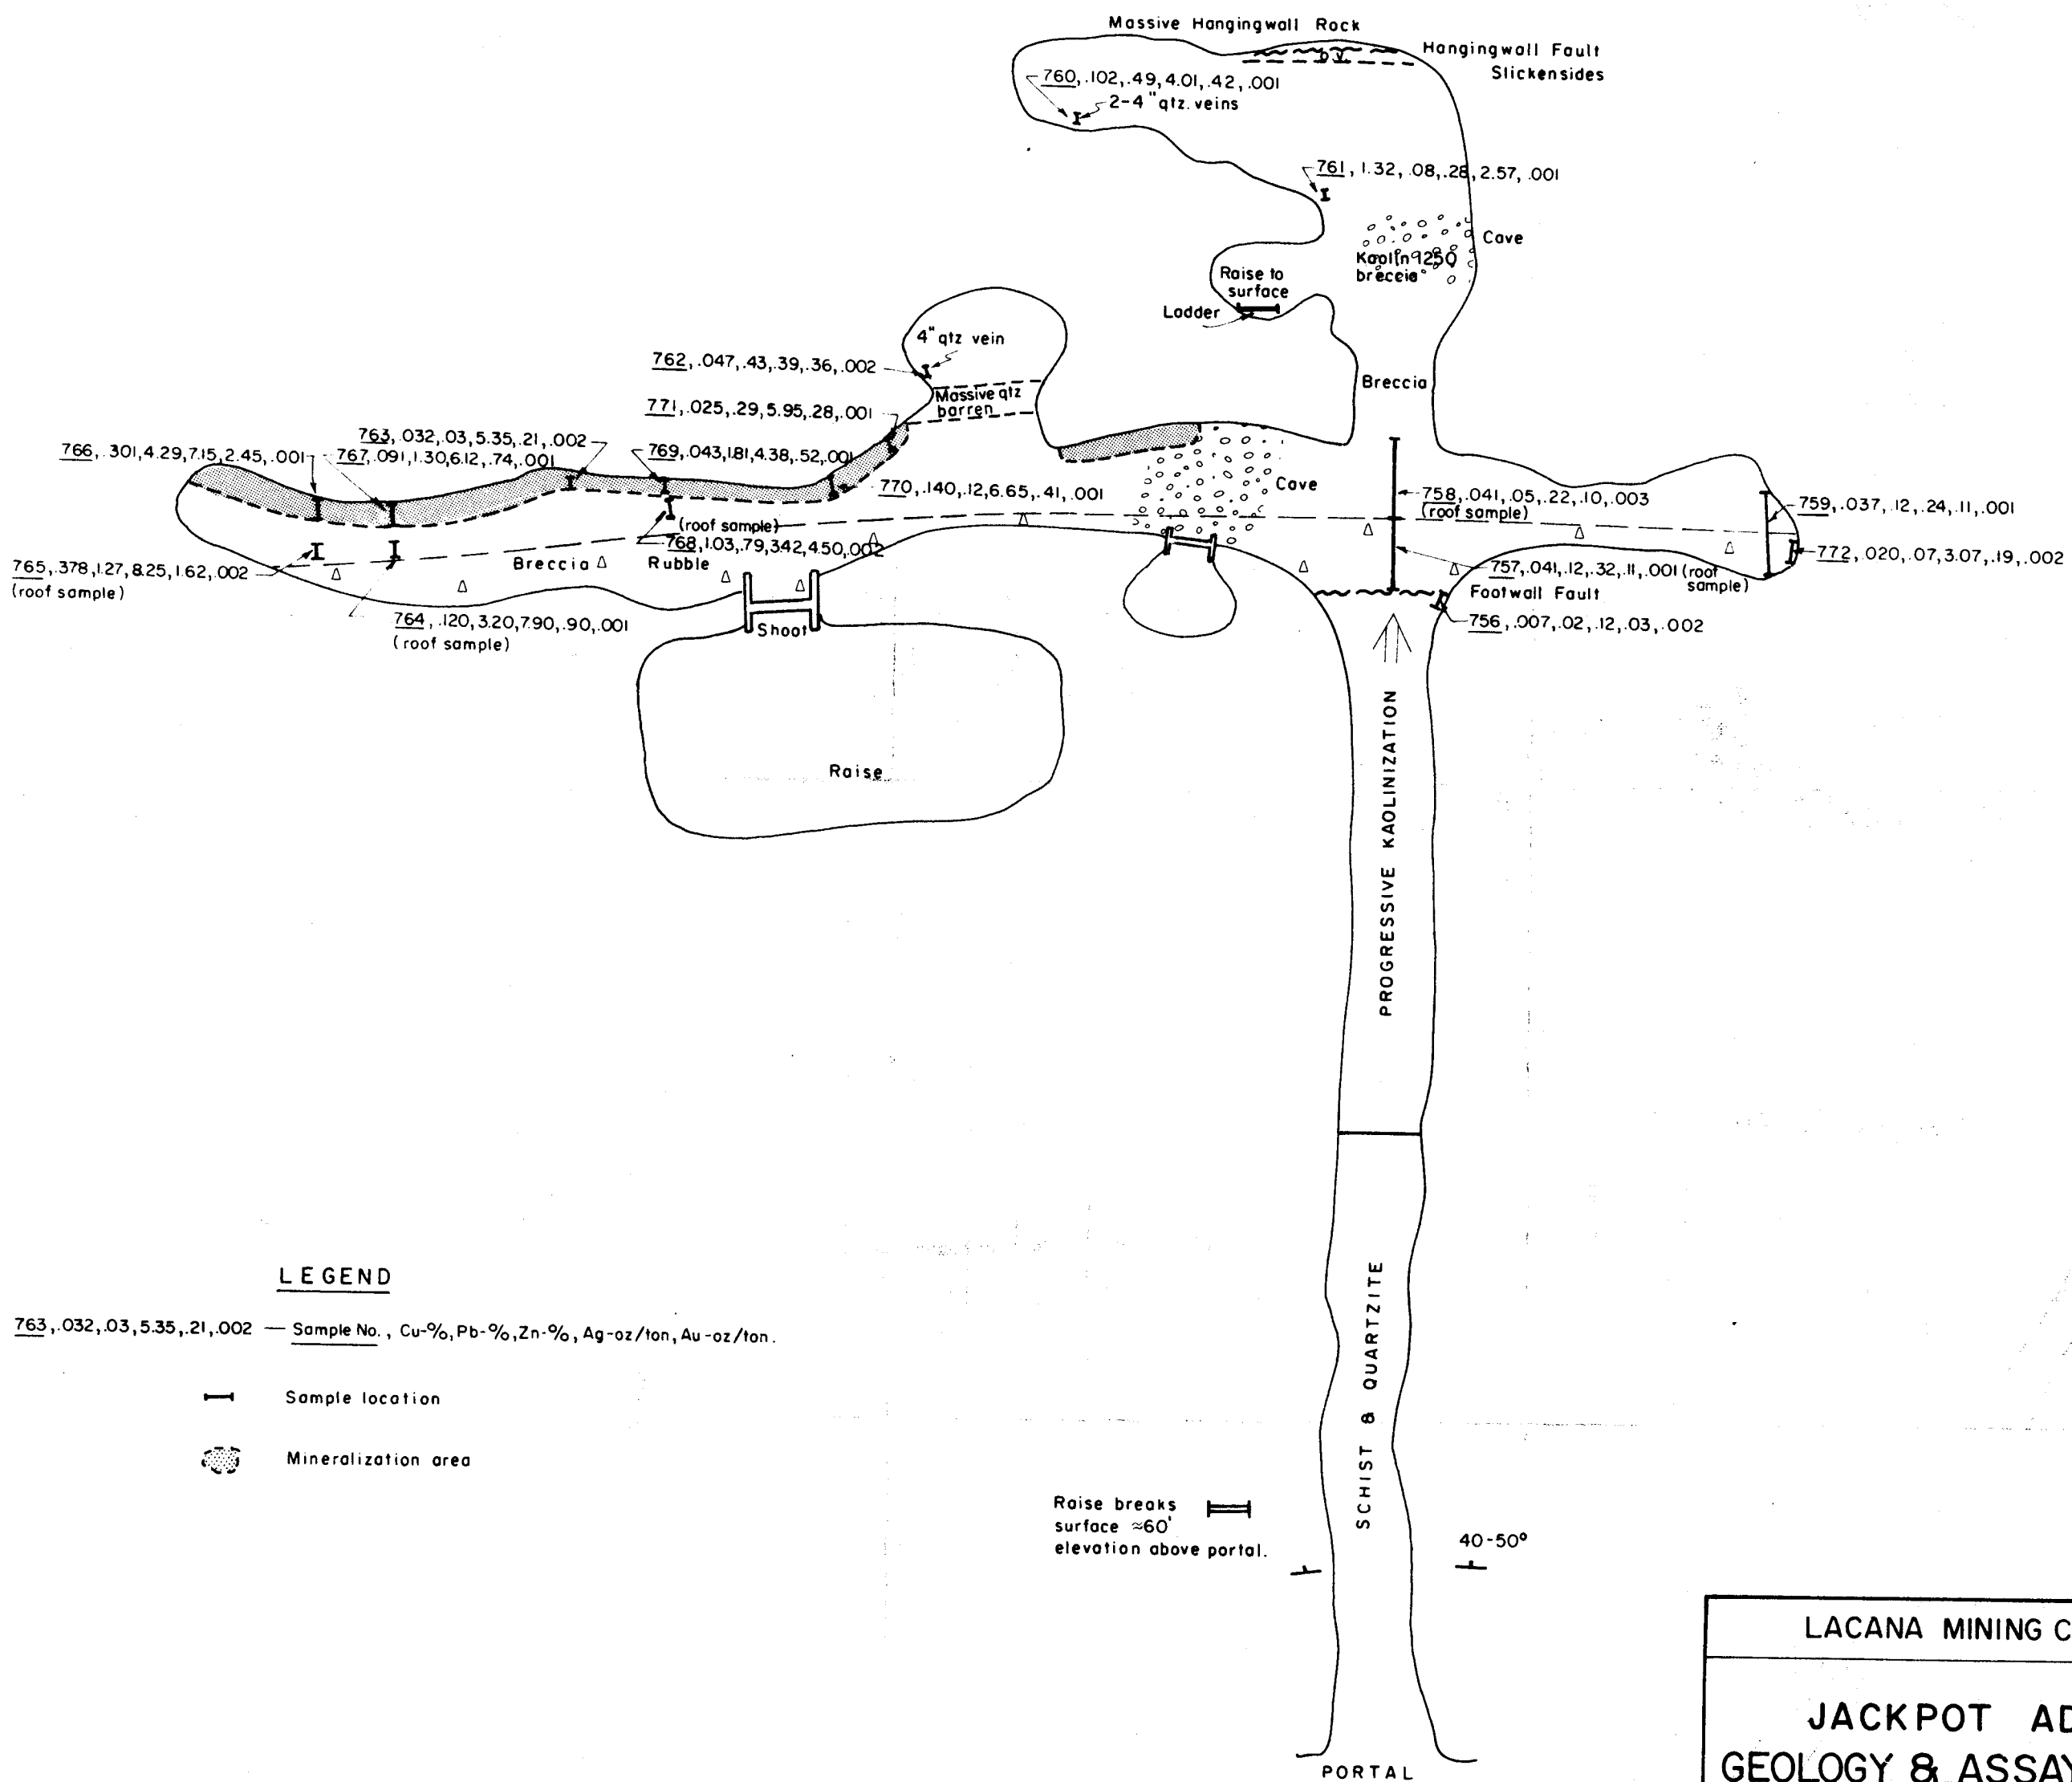 Massive Hangingwall Rock
Hangingwall Fault
Slickensides
760, .102, .49, 4.01, .42, .001
2-4" qtz. veins
761, 1.32, .08, .28, 2.57, .001
Cave
breccia
Raise to
surface
Ladder
4" qtz vein
762, .047, .43, .39, .36, .002
Massive qtz
barren
Breccia
771, .025, .29, 5.95, .28, .001
763, .032, .03, 5.35, .21, .002
766, .301, 4.29, 7.15, 2.45, .001
767, .091, 1.30, 6.12, .74, .001
769, .043, 1.81, 4.38, .52, .001
770, .140, .12, 6.65, .41, .001
Cave
758, .041, .05, .22, .10, .003
(roof sample)
759, .037, .12, .24, .11, .001
(roof sample)
768, 1.03, .79, 3.42, 4.50, .002
Breccia
Rubble
765, .378, 1.27, 8.25, 1.62, .002
(roof sample)
772, .020, .07, 3.07, .19, .002
757, .041, .12, .32, .11, .001 (roof
sample)
Footwall Fault
764, .120, 3.20, 7.90, .90, .001
(roof sample)
756, .007, .02, .12, .03, .002
Shoot
Raise
PROGRESSIVE KAOLINIZATION
SCHIST & QUARTZITE
LEGEND
763, .032, .03, 5.35, .21, .002 — Sample No., Cu-%, Pb-%, Zn-%, Ag-oz/ton, Au-oz/ton.
Sample location
Mineralization area
Raise breaks
surface ≈60'
elevation above portal.
40-50°
PORTAL
LACANA MINING C
JACKPOT AD
GEOLOGY & ASSAY